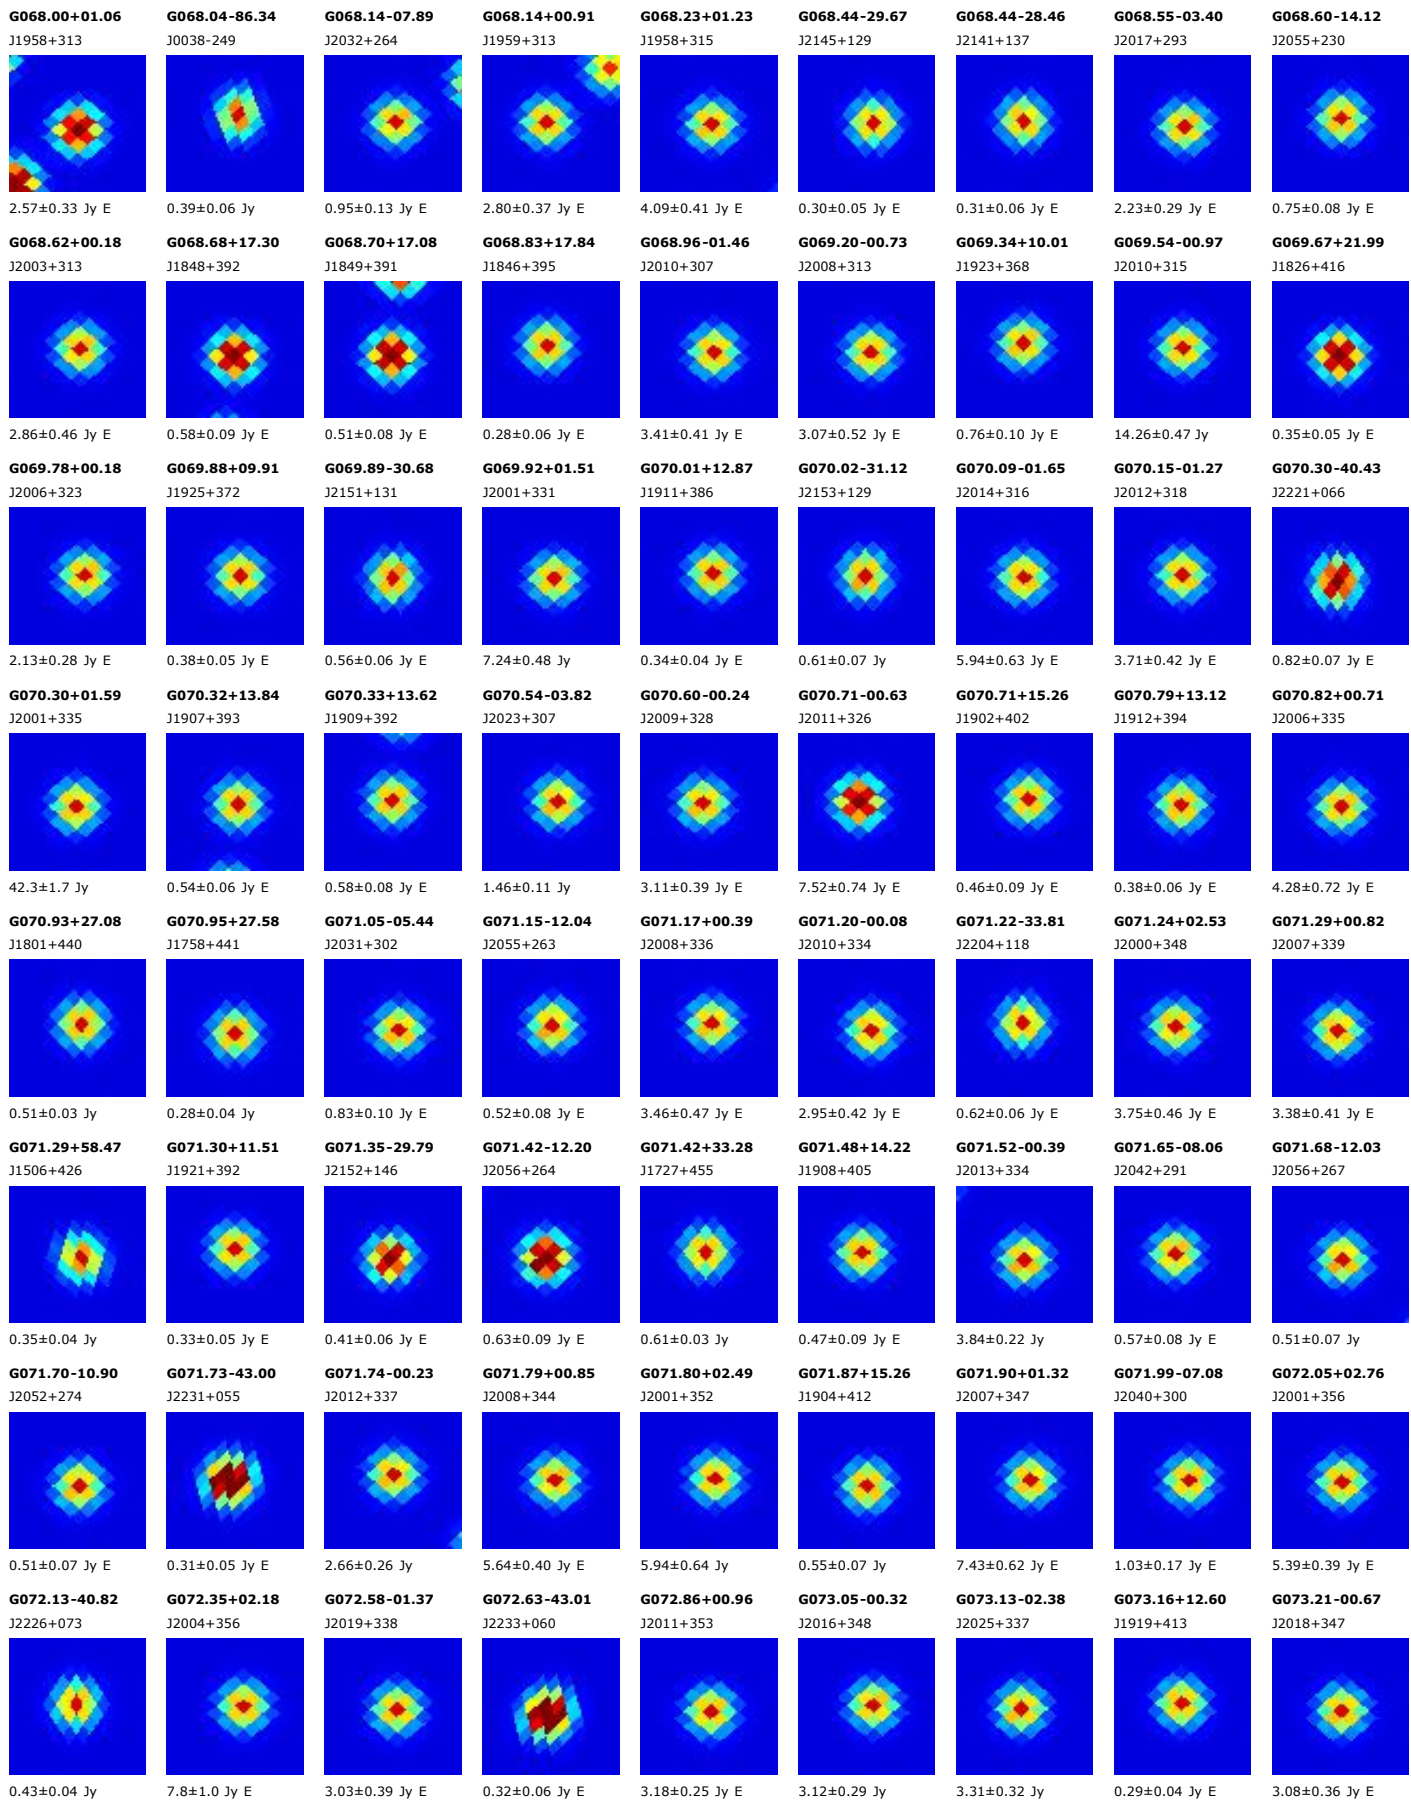 G068.00+01.06 G068.04-86.34 G068.14-07.89 G068.14+00.91 G068.23+01.23 G068.44-29.67 G068.44-28.46 G068.55-03.40 G068.60-14.12
J1958+313 J0038-249 J2032+264 J1959+313 J1958+315 J2145+129 J2141+137 J2017+293 J2055+230
2.57±0.33 Jy E 0.39±0.06 Jy 0.95±0.13 Jy E 2.80±0.37 Jy E 4.09±0.41 Jy E 0.30±0.05 Jy E 0.31±0.06 Jy E 2.23±0.29 Jy E 0.75±0.08 Jy E
G068.62+00.18 G068.68+17.30 G068.70+17.08 G068.83+17.84 G068.96-01.46 G069.20-00.73 G069.34+10.01 G069.54-00.97 G069.67+21.99
J2003+313 J1848+392 J1849+391 J1846+395 J2010+307 J2008+313 J1923+368 J2010+315 J1826+416
2.86±0.46 Jy E 0.58±0.09 Jy E 0.51±0.08 Jy E 0.28±0.06 Jy E 3.41±0.41 Jy E 3.07±0.52 Jy E 0.76±0.10 Jy E 14.26±0.47 Jy 0.35±0.05 Jy E
G069.78+00.18 G069.88+09.91 G069.89-30.68 G069.92+01.51 G070.01+12.87 G070.02-31.12 G070.09-01.65 G070.15-01.27 G070.30-40.43
J2006+323 J1925+372 J2151+131 J2001+331 J1911+386 J2153+129 J2014+316 J2012+318 J2221+066
2.13±0.28 Jy E 0.38±0.05 Jy E 0.56±0.06 Jy E 7.24±0.48 Jy 0.34±0.04 Jy E 0.61±0.07 Jy 5.94±0.63 Jy E 3.71±0.42 Jy E 0.82±0.07 Jy E
G070.30+01.59 G070.32+13.84 G070.33+13.62 G070.54-03.82 G070.60-00.24 G070.71-00.63 G070.71+15.26 G070.79+13.12 G070.82+00.71
J2001+335 J1907+393 J1909+392 J2023+307 J2009+328 J2011+326 J1902+402 J1912+394 J2006+335
42.3±1.7 Jy 0.54±0.06 Jy E 0.58±0.08 Jy E 1.46±0.11 Jy 3.11±0.39 Jy E 7.52±0.74 Jy E 0.46±0.09 Jy E 0.38±0.06 Jy E 4.28±0.72 Jy E
G070.93+27.08 G070.95+27.58 G071.05-05.44 G071.15-12.04 G071.17+00.39 G071.20-00.08 G071.22-33.81 G071.24+02.53 G071.29+00.82
J1801+440 J1758+441 J2031+302 J2055+263 J2008+336 J2010+334 J2204+118 J2000+348 J2007+339
0.51±0.03 Jy 0.28±0.04 Jy 0.83±0.10 Jy E 0.52±0.08 Jy E 3.46±0.47 Jy E 2.95±0.42 Jy E 0.62±0.06 Jy E 3.75±0.46 Jy E 3.38±0.41 Jy E
G071.29+58.47 G071.30+11.51 G071.35-29.79 G071.42-12.20 G071.42+33.28 G071.48+14.22 G071.52-00.39 G071.65-08.06 G071.68-12.03
J1506+426 J1921+392 J2152+146 J2056+264 J1727+455 J1908+405 J2013+334 J2042+291 J2056+267
0.35±0.04 Jy 0.33±0.05 Jy E 0.41±0.06 Jy E 0.63±0.09 Jy E 0.61±0.03 Jy 0.47±0.09 Jy E 3.84±0.22 Jy 0.57±0.08 Jy E 0.51±0.07 Jy
G071.70-10.90 G071.73-43.00 G071.74-00.23 G071.79+00.85 G071.80+02.49 G071.87+15.26 G071.90+01.32 G071.99-07.08 G072.05+02.76
J2052+274 J2231+055 J2012+337 J2008+344 J2001+352 J1904+412 J2007+347 J2040+300 J2001+356
0.51±0.07 Jy E 0.31±0.05 Jy E 2.66±0.26 Jy 5.64±0.40 Jy E 5.94±0.64 Jy 0.55±0.07 Jy 7.43±0.62 Jy E 1.03±0.17 Jy E 5.39±0.39 Jy E
G072.13-40.82 G072.35+02.18 G072.58-01.37 G072.63-43.01 G072.86+00.96 G073.05-00.32 G073.13-02.38 G073.16+12.60 G073.21-00.67
J2226+073 J2004+356 J2019+338 J2233+060 J2011+353 J2016+348 J2025+337 J1919+413 J2018+347
0.43±0.04 Jy 7.8±1.0 Jy E 3.03±0.39 Jy E 0.32±0.06 Jy E 3.18±0.25 Jy E 3.12±0.29 Jy 3.31±0.32 Jy 0.29±0.04 Jy E 3.08±0.36 Jy E